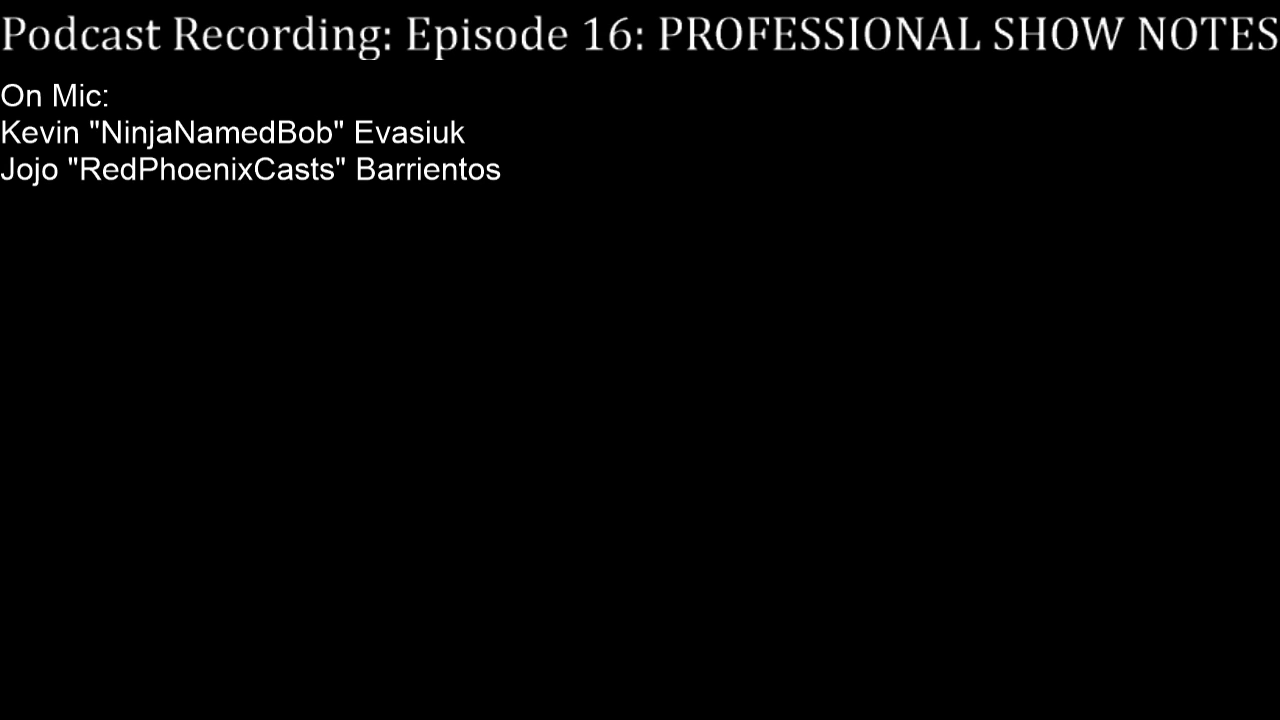 Podcast Recording: Episode 16: PROFESSIONAL SHOW NOTES
On Mic:
Kevin "NinjaNamedBob" Evasiuk
Jojo "RedPhoenixCasts" Barrientos